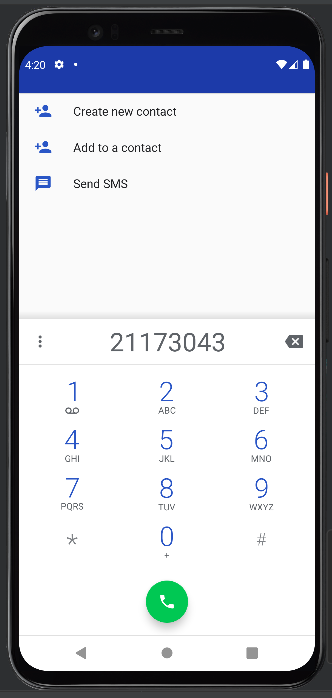 4:20
Create new contact
Add to a contact
Send SMS
21173043
1 2 3
ABC DEF
4 5 6
GHI JKL MNO
7 8 9
PQRS TUV WXYZ
* 0 #
+